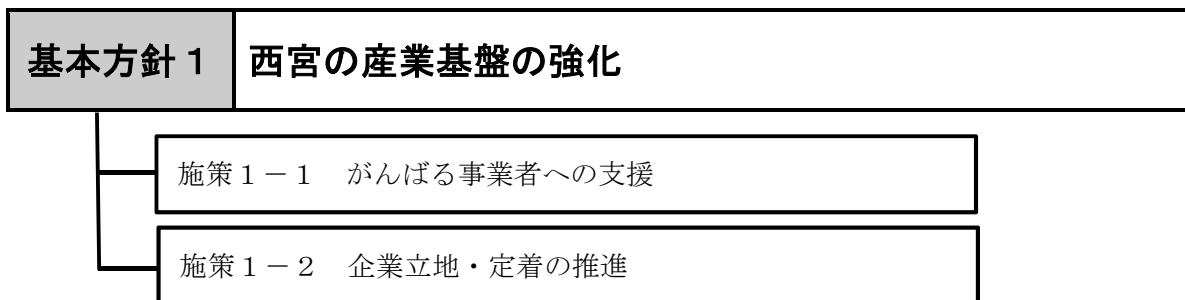 基本方針１　西宮の産業基盤の強化
施策１－１　がんばる事業者への支援
施策１－２　企業立地・定着の推進